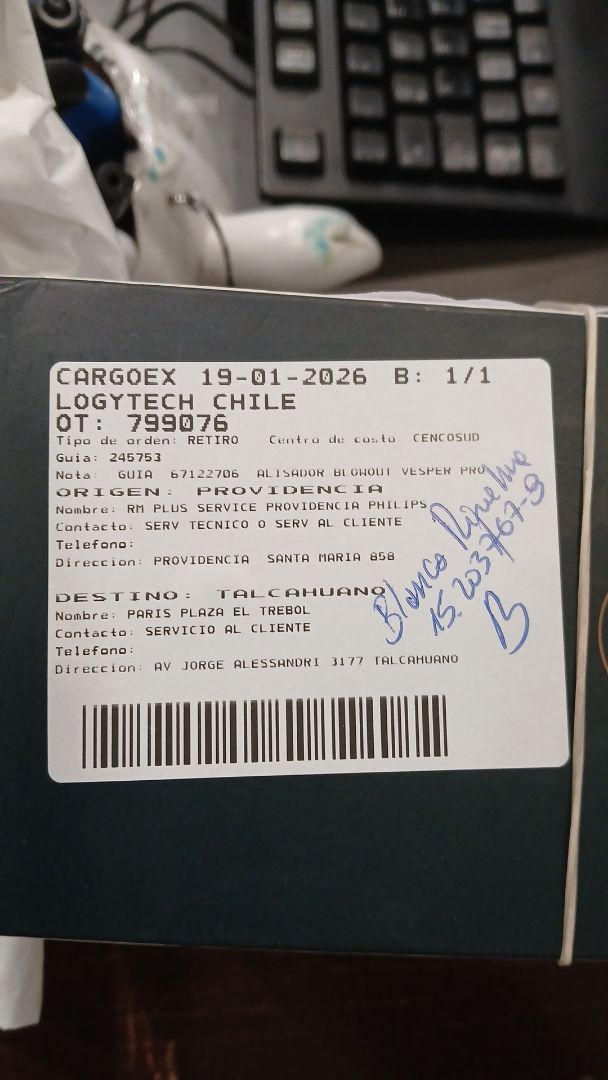 CARGOEX 19-01-2026 B: 1/1
LOGYTECH CHILE
OT: 799076
Tipo de orden: RETIRO Centro de costo CENCOSUD
Guia: 245753
Nota: GUIA 67122706 ALISADOR BLOWOUT VESPER PRO
ORIGEN: PROVIDENCIA
Nombre: RM PLUS SERVICE PROVIDENCIA PHILIPS
Contacto: SERV TECNICO O SERV AL CLIENTE
Telefono:
Direccion: PROVIDENCIA SANTA MARIA 858
DESTINO: TALCAHUANO
Nombre: PARIS PLAZA EL TREBOL
Contacto: SERVICIO AL CLIENTE
Telefono:
Direccion: AV JORGE ALESSANDRI 3177 TALCAHUANO
Blanca Riquelme
15.203767-9
B